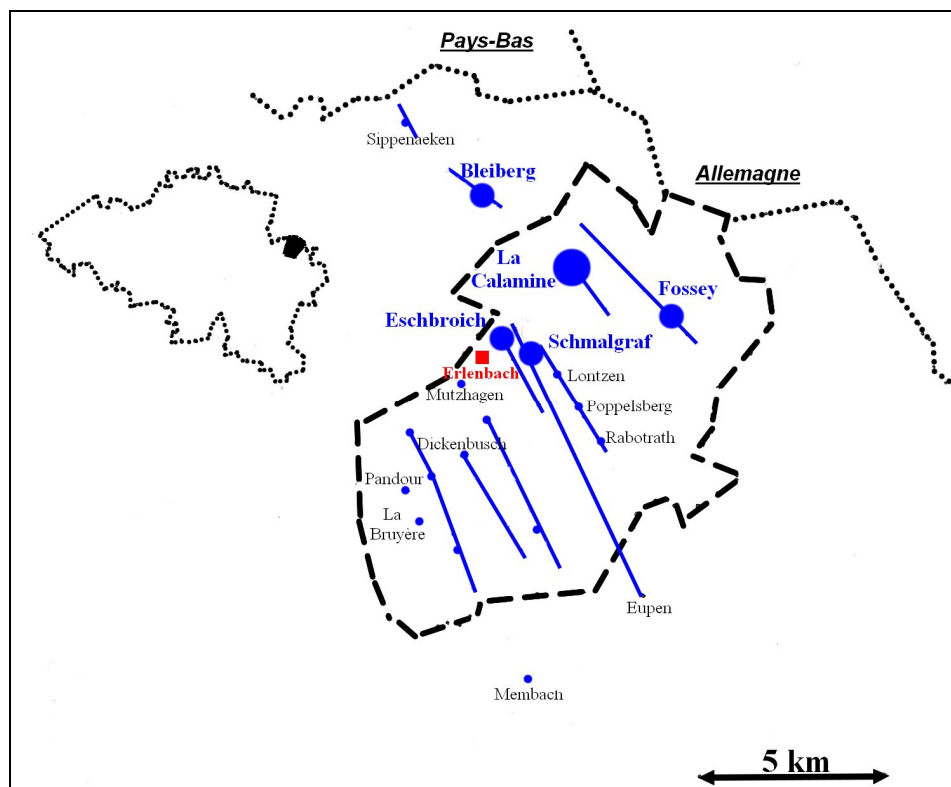 Pays-Bas
Sippenaeken
Bleiberg
Allemagne
La
Calamine
Fossey
Eschbroich
Schmalgraf
Erlenbach
Lontzen
Mutzhagen
Poppelsberg
Dickenbusch
Rabotrath
Pandour
La
Bruyère
Eupen
Membach
5 km